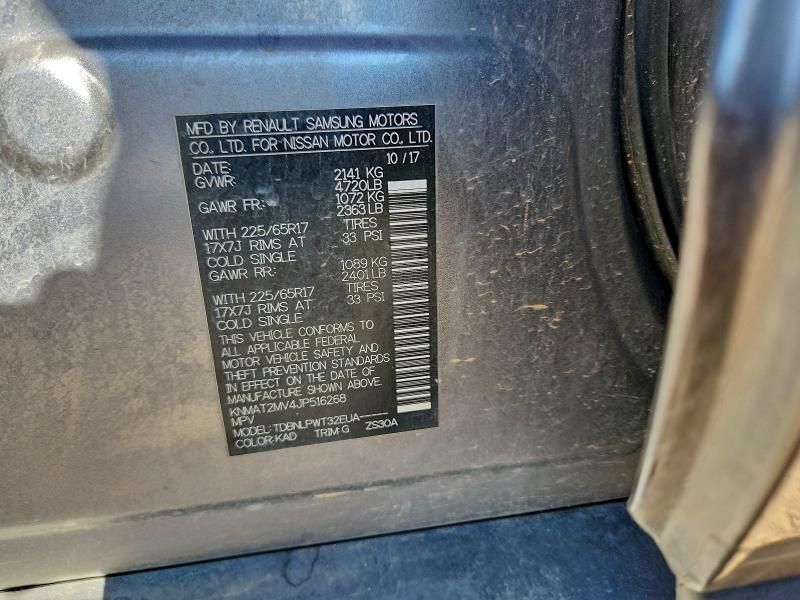 MFD BY RENAULT SAMSUNG MOTORS
CO., LTD. FOR NISSAN MOTOR CO., LTD.
DATE: 10 / 17
GVWR: 2141 KG
4720LB
GAWR FR: 1072 KG
2363 LB
WITH 225/65R17 TIRES
17X7J RIMS AT 33 PSI
COLD SINGLE
GAWR RR: 1089 KG
2401 LB
WITH 225/65R17 TIRES
17X7J RIMS AT 33 PSI
COLD SINGLE
THIS VEHICLE CONFORMS TO
ALL APPLICABLE FEDERAL
MOTOR VEHICLE SAFETY AND
THEFT PREVENTION STANDARDS
IN EFFECT ON THE DATE OF
MANUFACTURE SHOWN ABOVE.
KNMAT2MV4JP516268
MPV
MODEL: TDBNLPWT32EUA-----
COLOR:KAD TRIM:G ZS30A